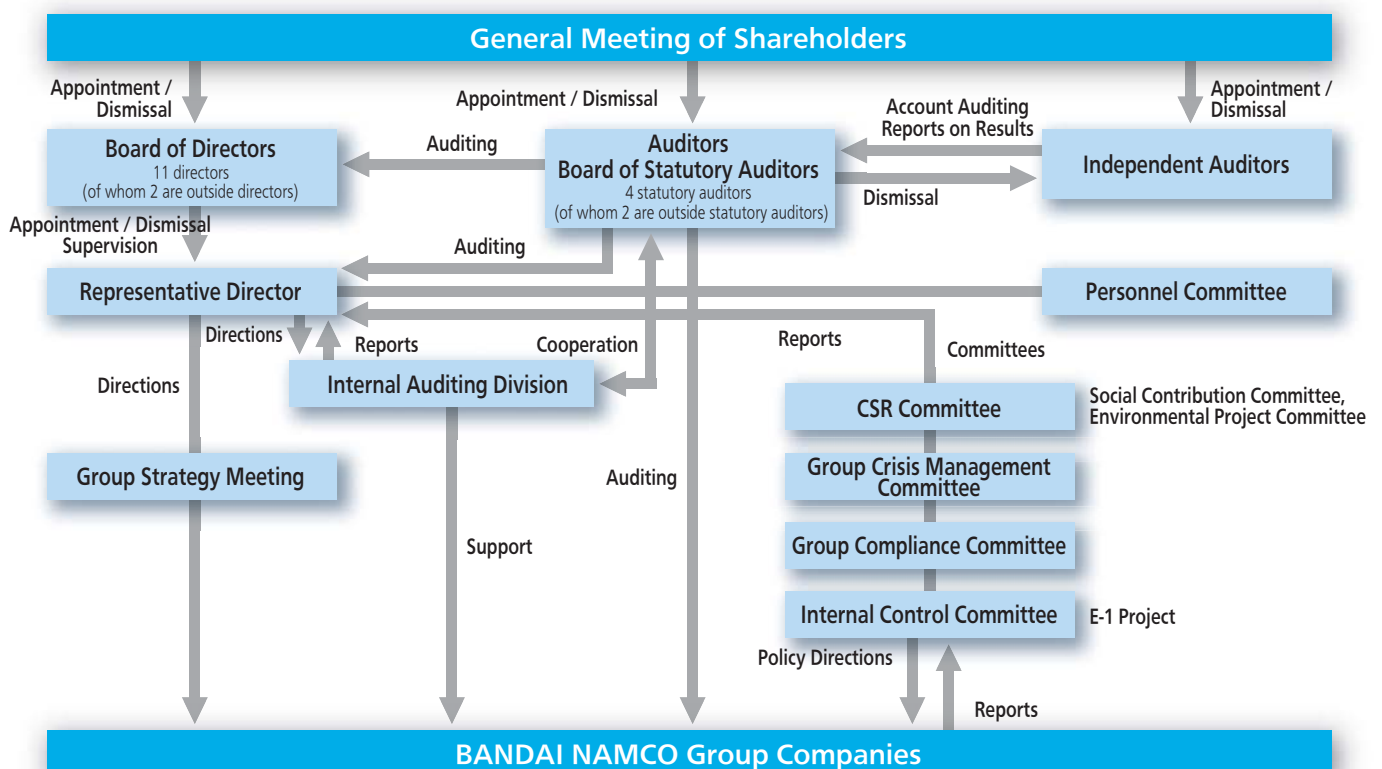 General Meeting of Shareholders
Appointment /
Dismissal
Appointment / Dismissal
Account Auditing
Reports on Results
Appointment /
Dismissal
Board of Directors
11 directors
(of whom 2 are outside directors)
Auditing
Auditors
Board of Statutory Auditors
4 statutory auditors
(of whom 2 are outside statutory auditors)
Dismissal
Independent Auditors
Appointment / Dismissal
Supervision
Auditing
Representative Director
Personnel Committee
Directions
Reports
Cooperation
Reports
Committees
Directions
Internal Auditing Division
CSR Committee
Social Contribution Committee,
Environmental Project Committee
Group Strategy Meeting
Auditing
Group Crisis Management
Committee
Support
Group Compliance Committee
Internal Control Committee
E-1 Project
Policy Directions
Reports
BANDAI NAMCO Group Companies